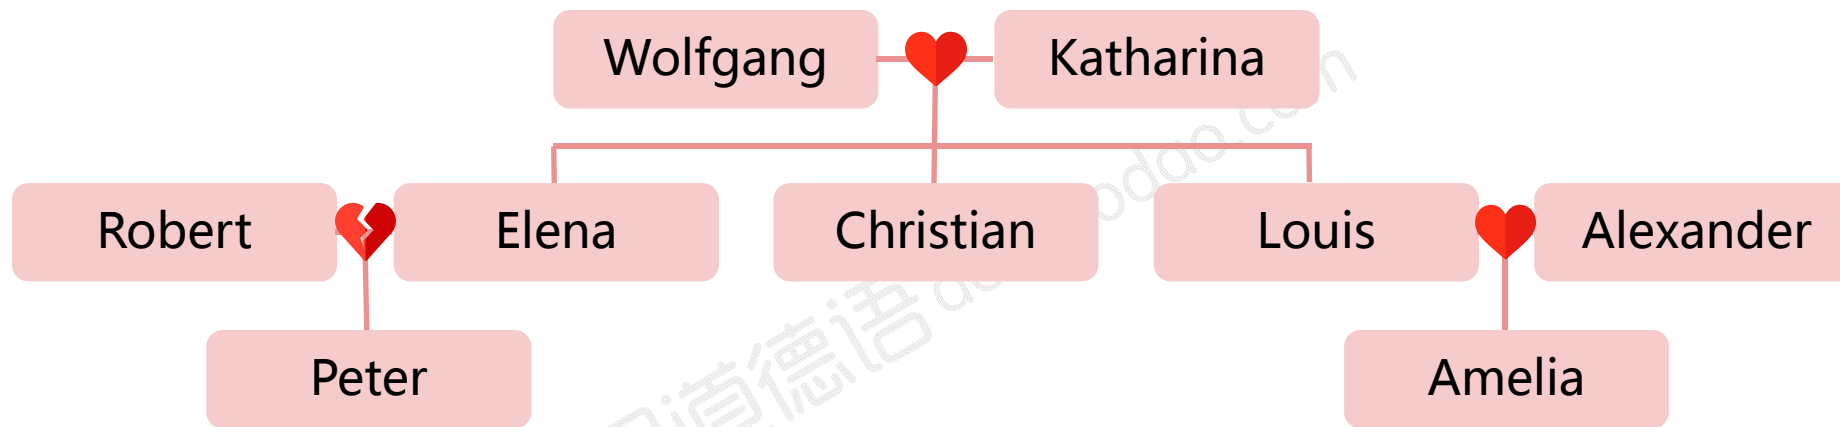 Wolfgang
Katharina
Robert
Elena
Christian
Louis
Alexander
Peter
Amelia